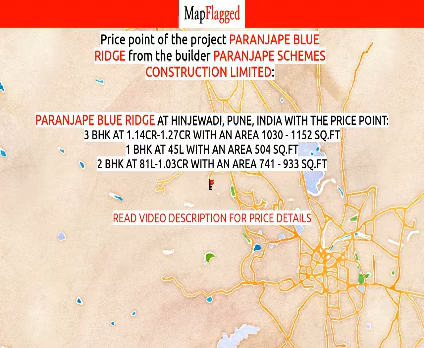 MapFlagged
Price point of the project PARANJAPE BLUE
RIDGE from the builder PARANJAPE SCHEMES
CONSTRUCTION LIMITED:
PARANJAPE BLUE RIDGE AT HINJEWADI, PUNE, INDIA WITH THE PRICE POINT:
3 BHK AT 1.14CR-1.27CR WITH AN AREA 1030 - 1152 SQ.FT
1 BHK AT 45L WITH AN AREA 504 SQ.FT
2 BHK AT 81L-1.03CR WITH AN AREA 741 - 933 SQ.FT
READ VIDEO DESCRIPTION FOR PRICE DETAILS